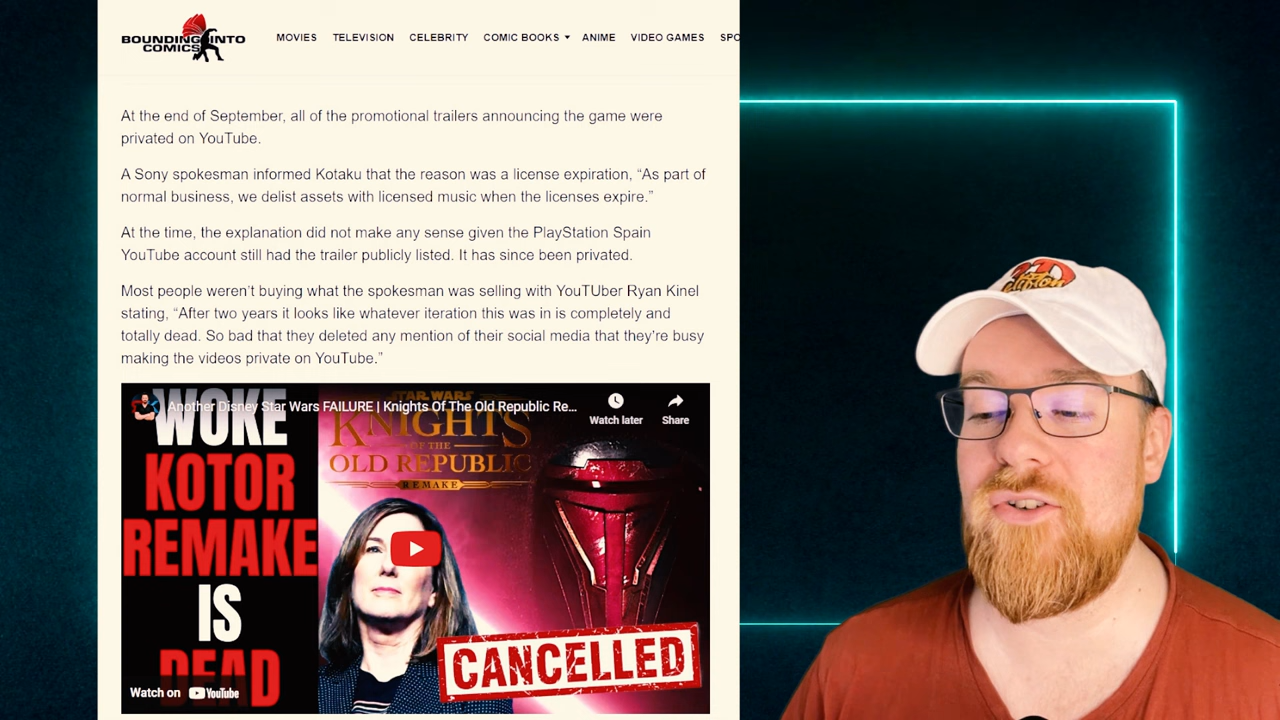 BOUNDING INTO
COMICS
MOVIES TELEVISION CELEBRITY COMIC BOOKS ANIME VIDEO GAMES SPO
At the end of September, all of the promotional trailers announcing the game were
privated on YouTube.
A Sony spokesman informed Kotaku that the reason was a license expiration, “As part of
normal business, we delist assets with licensed music when the licenses expire.”
At the time, the explanation did not make any sense given the PlayStation Spain
YouTube account still had the trailer publicly listed. It has since been privated.
Most people weren’t buying what the spokesman was selling with YouTUber Ryan Kinel
stating, “After two years it looks like whatever iteration this was in is completely and
totally dead. So bad that they deleted any mention of their social media that they’re busy
making the videos private on YouTube.”
Another Disney Star Wars FAILURE | Knights Of The Old Republic Re...
Watch later Share
WOKE
KOTOR
REMAKE
IS
DEAD
STAR WARS
KNIGHTS
OF THE
OLD REPUBLIC
REMAKE
CANCELLED
Watch on YouTube